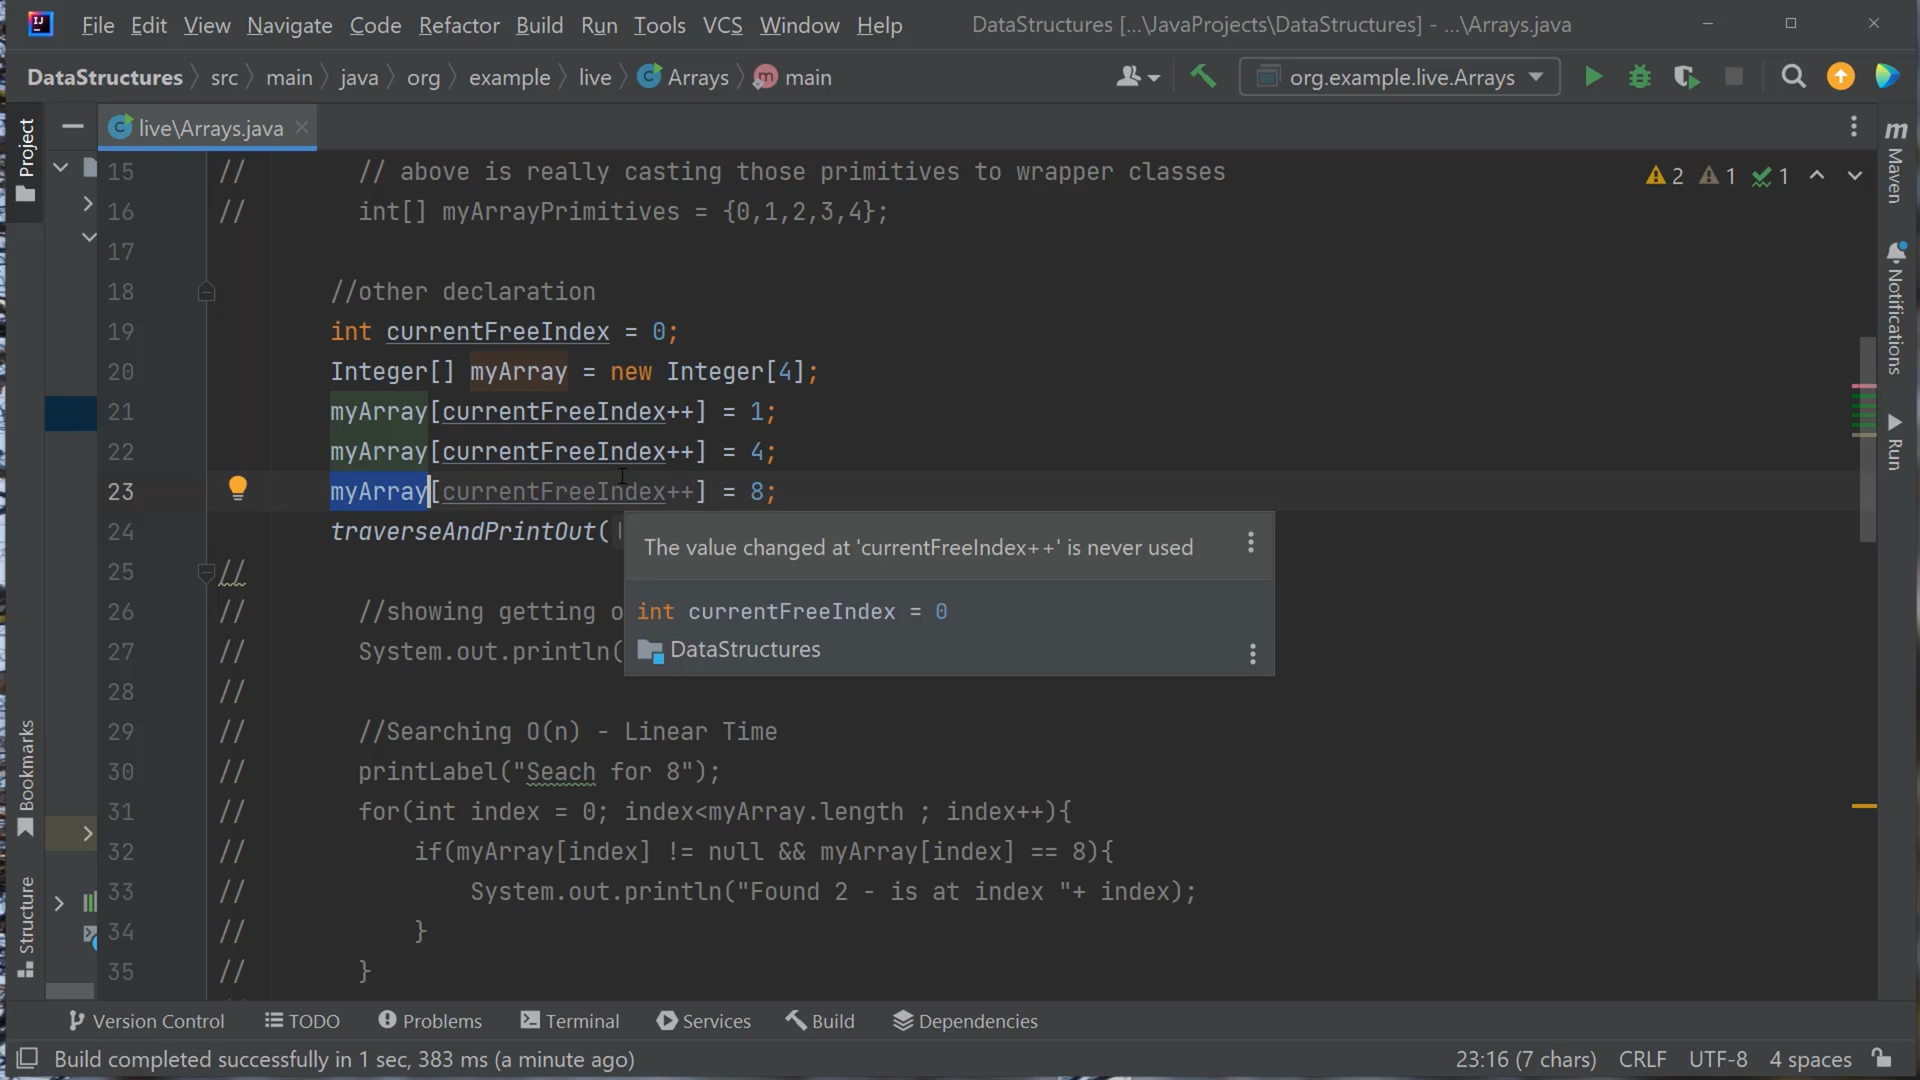 File Edit View Navigate Code Refactor Build Run Tools VCS Window Help DataStructures [...\JavaProjects\DataStructures] - ...\Arrays.java
DataStructures src main java org example live Arrays main org.example.live.Arrays
Project
live\Arrays.java
Maven
Notifications
Run
Bookmarks
Structure
2 1 1
15 // // above is really casting those primitives to wrapper classes
16 // int[] myArrayPrimitives = {0,1,2,3,4};
17
18 //other declaration
19 int currentFreeIndex = 0;
20 Integer[] myArray = new Integer[4];
21 myArray[currentFreeIndex++] = 1;
22 myArray[currentFreeIndex++] = 4;
23 myArray[currentFreeIndex++] = 8;
24 traverseAndPrintOut(
The value changed at 'currentFreeIndex++' is never used
int currentFreeIndex = 0
DataStructures
25 //
26 // //showing getting o
27 // System.out.println(
28 //
29 // //Searching O(n) - Linear Time
30 // printLabel("Seach for 8");
31 // for(int index = 0; index<myArray.length ; index++){
32 // if(myArray[index] != null && myArray[index] == 8){
33 // System.out.println("Found 2 - is at index "+ index);
34 // }
35 // }
Version Control TODO Problems Terminal Services Build Dependencies
Build completed successfully in 1 sec, 383 ms (a minute ago) 23:16 (7 chars) CRLF UTF-8 4 spaces